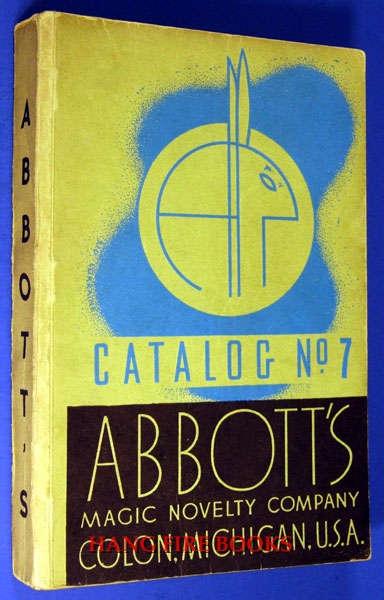 ABBOTT'S
CATALOG No. 7
ABBOTT'S
MAGIC NOVELTY COMPANY
COLON, MICHIGAN, U.S.A.
HANG FIRE BOOKS